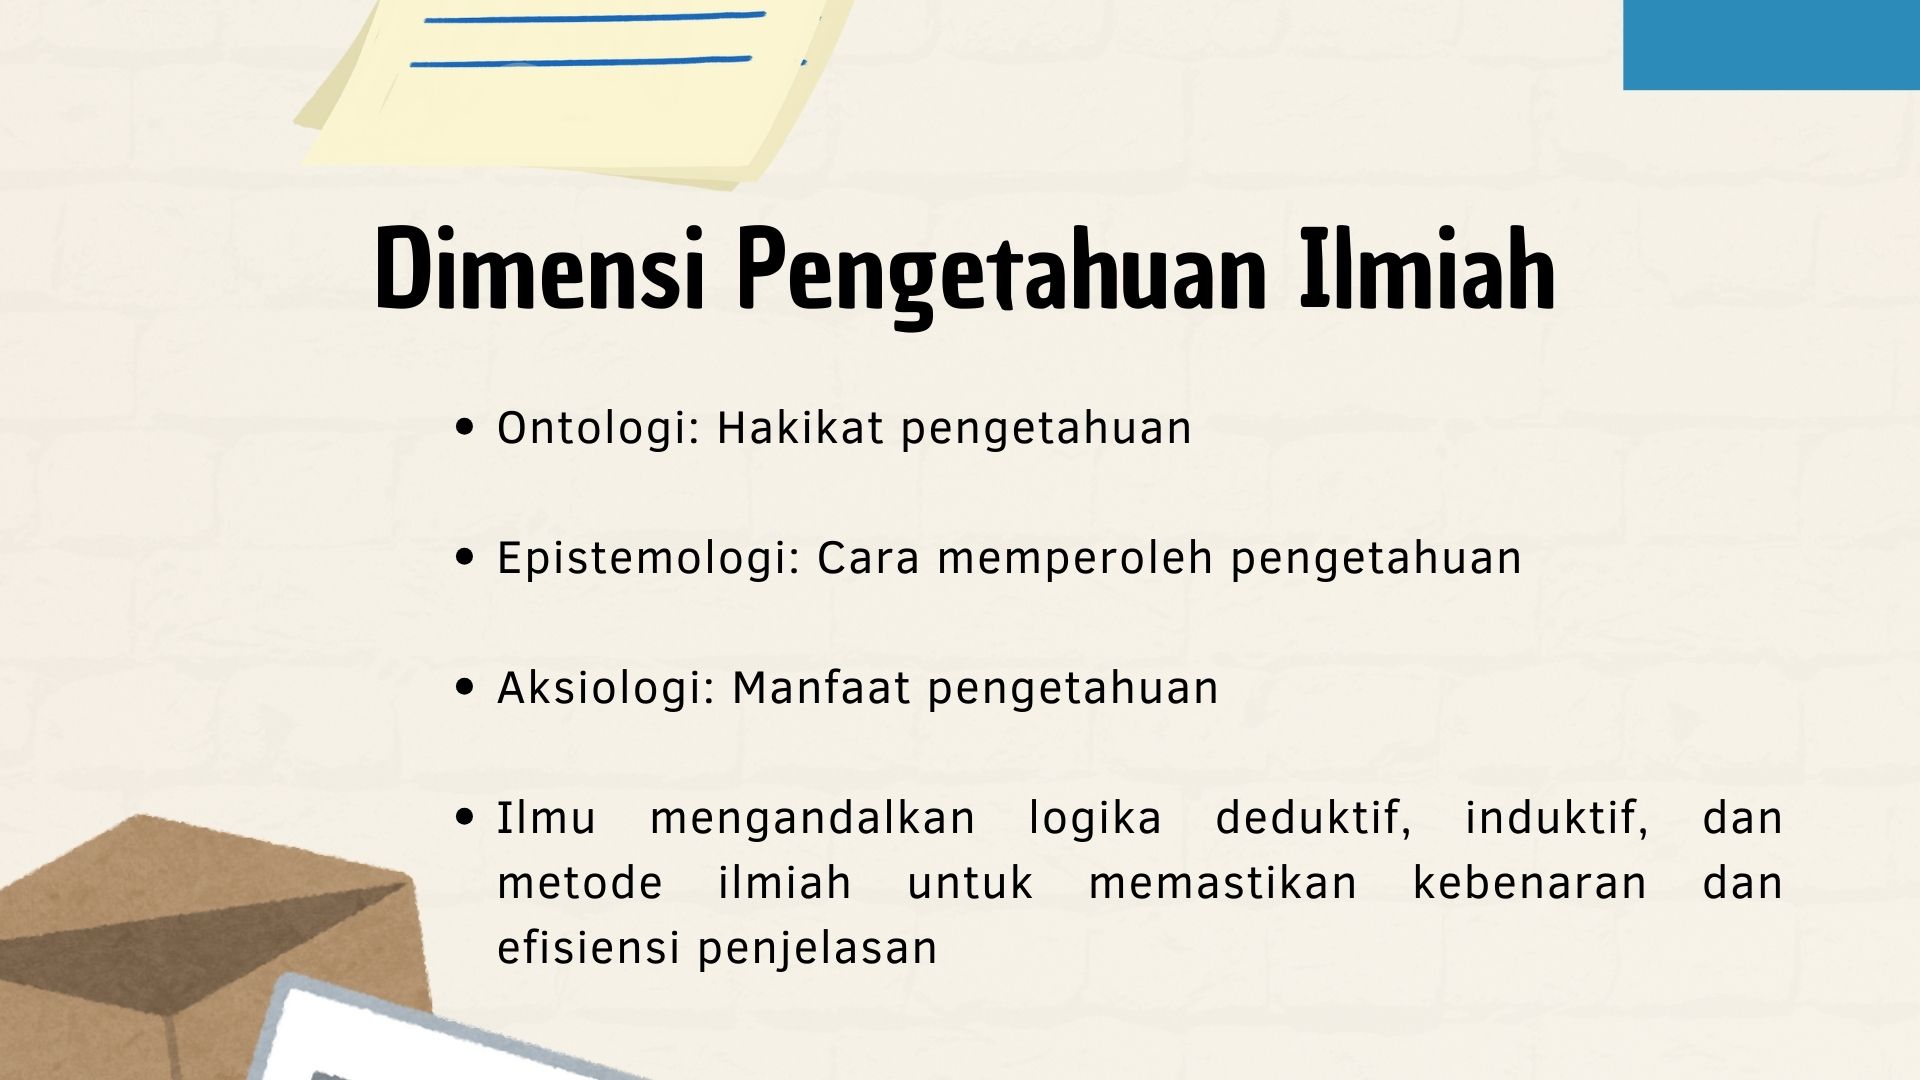 Dimensi Pengetahuan Ilmiah
• Ontologi: Hakikat pengetahuan
• Epistemologi: Cara memperoleh pengetahuan
• Aksiologi: Manfaat pengetahuan
• Ilmu mengandalkan logika deduktif, induktif, dan
metode ilmiah untuk memastikan kebenaran dan
efisiensi penjelasan